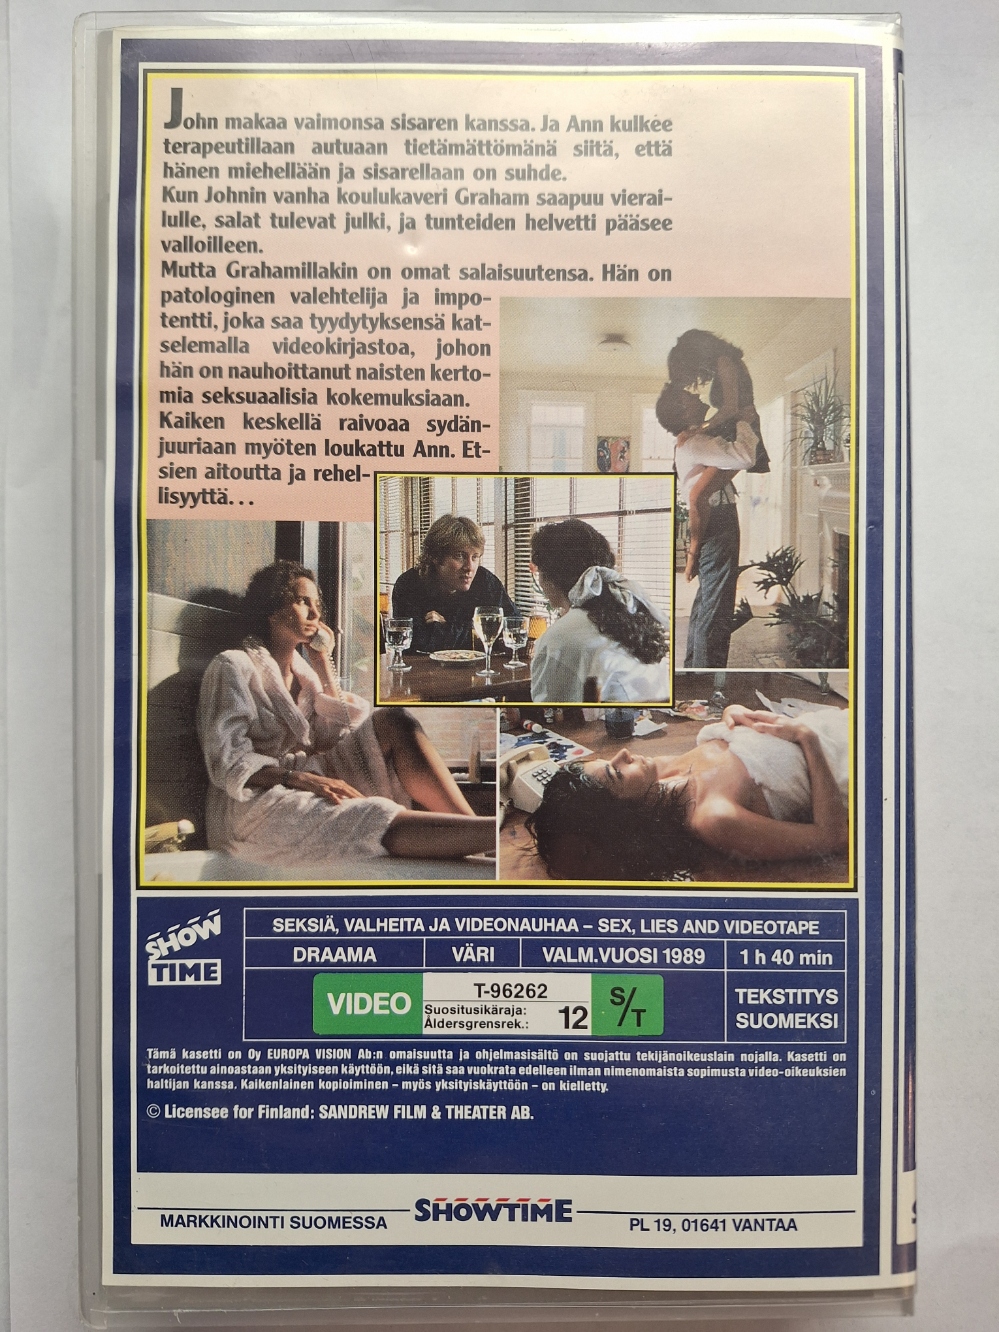 John makaa vaimonsa sisaren kanssa. Ja Ann kulkee
terapeutillaan autuaan tietämättömänä siitä, että
hänen miehellään ja sisarellaan on suhde.
Kun Johnin vanha koulukaveri Graham saapuu vierai-
lulle, salat tulevat julki, ja tunteiden helvetti pääsee
valloilleen.
Mutta Grahamillakin on omat salaisuutensa. Hän on
patologinen valehtelija ja impo-
tentti, joka saa tyydytyksensä kat-
selemalla videokirjastoa, johon
hän on nauhoittanut naisten kerto-
mia seksuaalisia kokemuksiaan.
Kaiken keskellä raivoaa sydän-
juuriaan myöten loukattu Ann. Et-
sien aitoutta ja rehel-
lisyyttä...
SHOW
TIME
SEKSIÄ, VALHEITA JA VIDEONAUHAA – SEX, LIES AND VIDEOTAPE
DRAAMA VÄRI VALM.VUOSI 1989 1 h 40 min
VIDEO
T-96262
Suositusikäraja:
Åldersgrensrek.: 12
S/T
TEKSTITYS
SUOMEKSI
Tämä kasetti on Oy EUROPA VISION Ab:n omaisuutta ja ohjelmasisältö on suojattu tekijänoikeuslain nojalla. Kasetti on
tarkoitettu ainoastaan yksityiseen käyttöön, eikä sitä saa vuokrata edelleen ilman nimenomaista sopimusta video-oikeuksien
haltijan kanssa. Kaikenlainen kopioiminen – myös yksityiskäyttöön – on kielletty.
© Licensee for Finland: SANDREW FILM & THEATER AB.
MARKKINOINTI SUOMESSA SHOWTIME PL 19, 01641 VANTAA